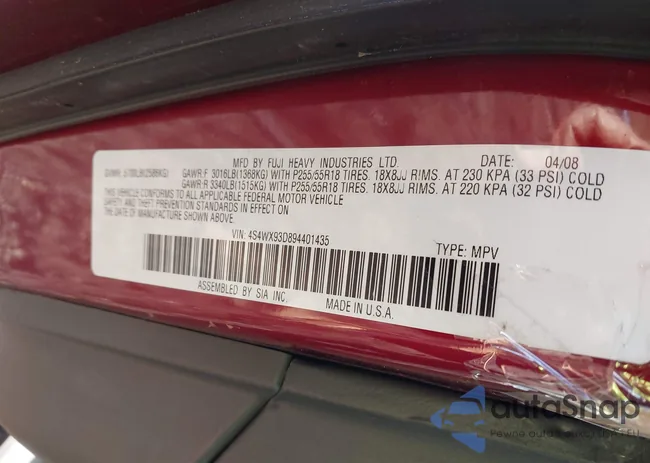 MFD BY FUJI HEAVY INDUSTRIES LTD. DATE: 04/08
GAWR:F 3016LB(1368KG) WITH P255/55R18 TIRES. 18X8JJ RIMS. AT 230 KPA (33 PSI) COLD
GAWR:R 3340LB(1515KG) WITH P255/55R18 TIRES. 18X8JJ RIMS. AT 220 KPA (32 PSI) COLD
THIS VEHICLE CONFORMS TO ALL APPLICABLE FEDERAL MOTOR VEHICLE
SAFETY AND THEFT PREVENTION STANDARDS IN EFFECT
ON THE DATE OF MANUFACTURE SHOWN ABOVE.
VIN: 4S4WX93D894401435 TYPE: MPV
ASSEMBLED BY SIA INC. MADE IN U.S.A.
autoSnap